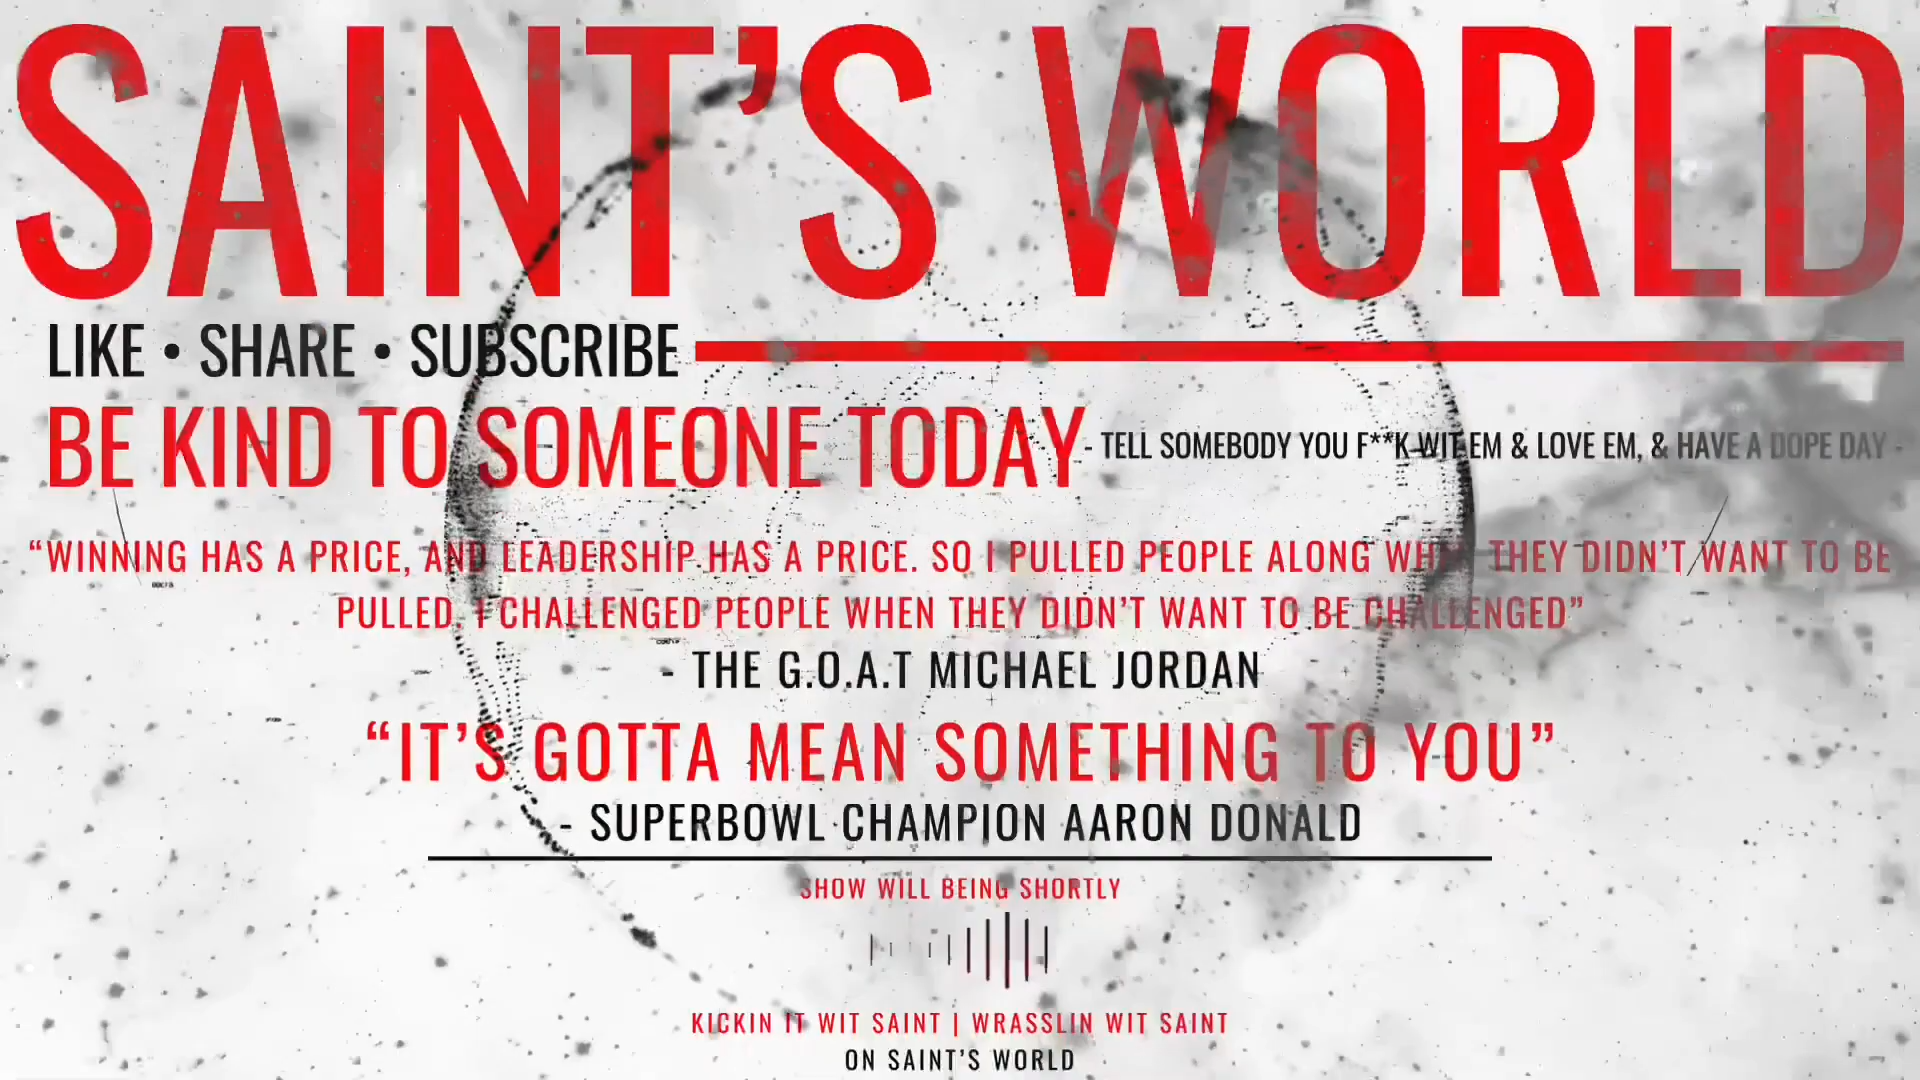 SAINT'S WORLD
LIKE • SHARE • SUBSCRIBE
BE KIND TO SOMEONE TODAY - TELL SOMEBODY YOU F**K WIT EM & LOVE EM, & HAVE A DOPE DAY -
“WINNING HAS A PRICE, AND LEADERSHIP HAS A PRICE. SO I PULLED PEOPLE ALONG WHEN THEY DIDN’T WANT TO BE
PULLED. I CHALLENGED PEOPLE WHEN THEY DIDN’T WANT TO BE CHALLENGED”
- THE G.O.A.T MICHAEL JORDAN
“IT’S GOTTA MEAN SOMETHING TO YOU”
- SUPERBOWL CHAMPION AARON DONALD
SHOW WILL BEING SHORTLY
KICKIN IT WIT SAINT | WRASSLIN WIT SAINT
ON SAINT’S WORLD